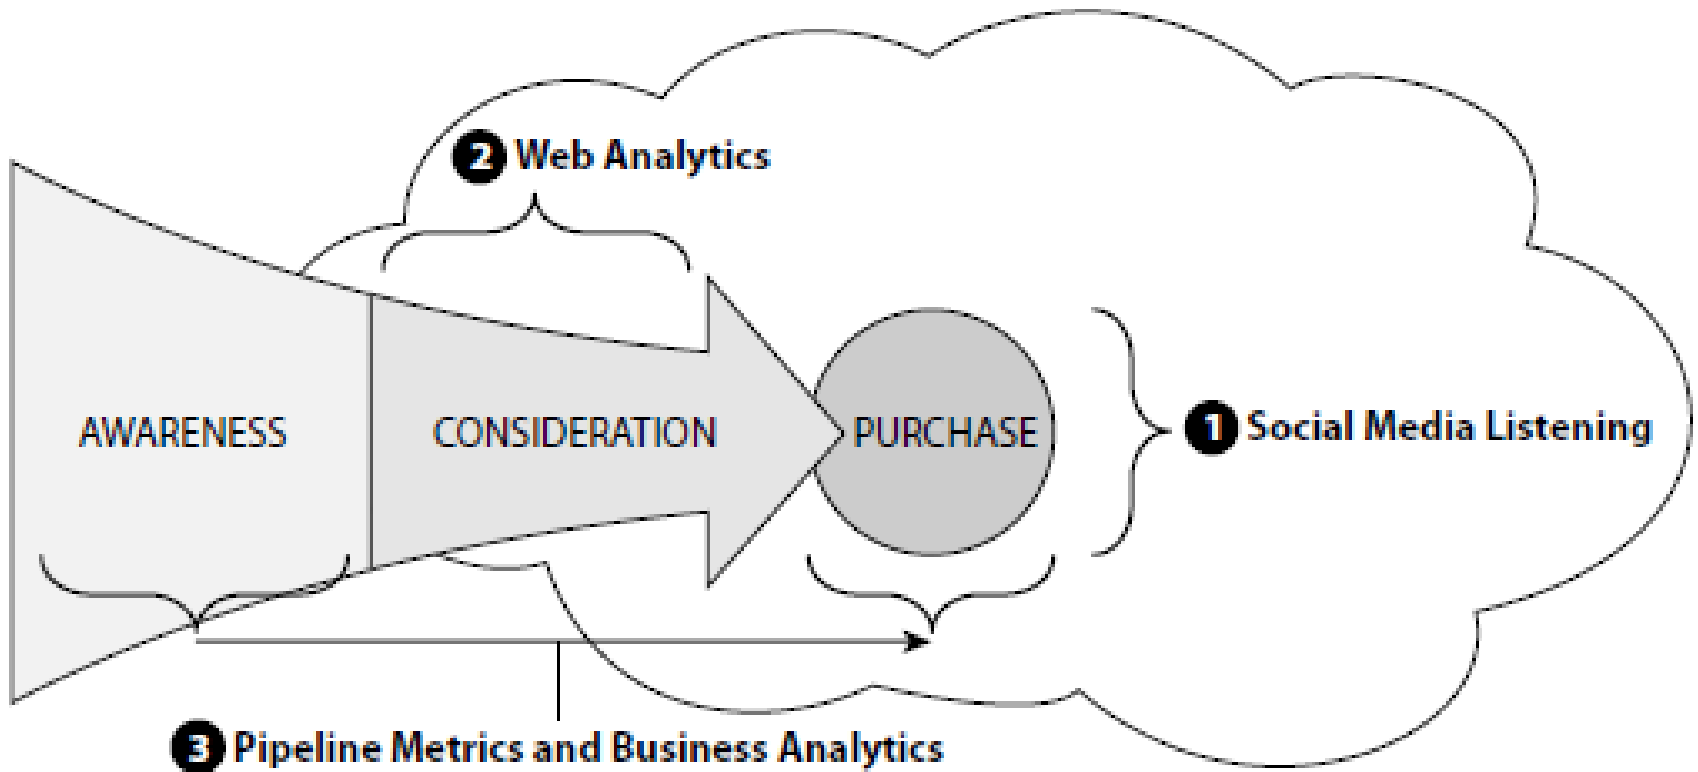 2 Web Analytics
AWARENESS
CONSIDERATION
PURCHASE
1 Social Media Listening
3 Pipeline Metrics and Business Analytics